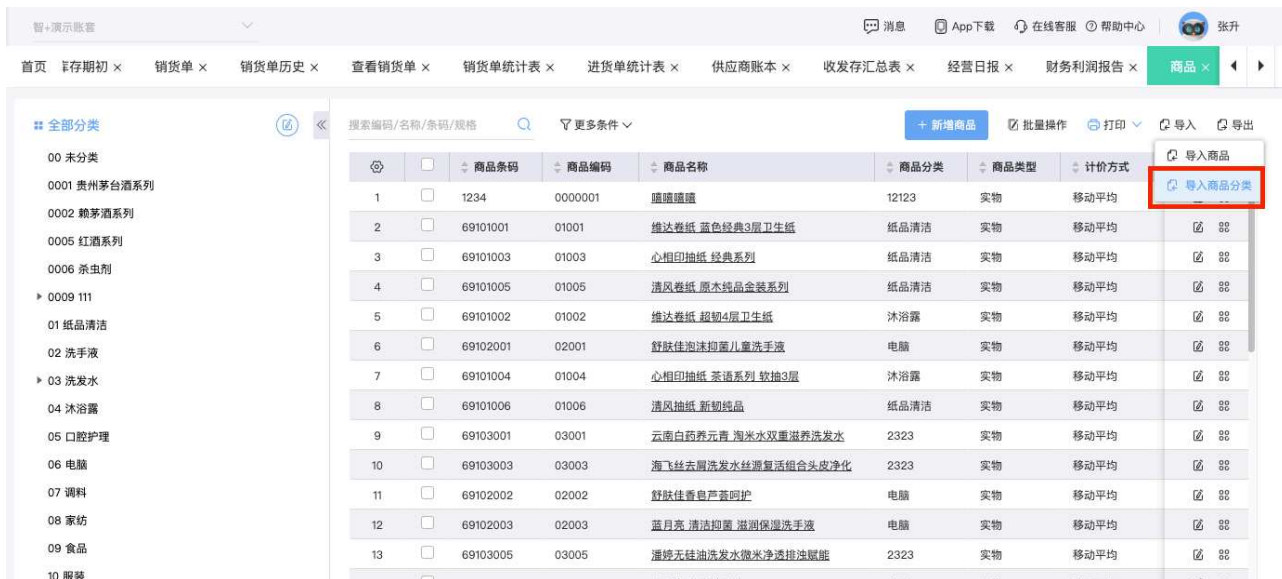 智+演示账套 消息 App下载 在线客服 帮助中心 张升
首页 库存期初 × 销货单 × 销货单历史 × 查看销货单 × 销货单统计表 × 进货单统计表 × 供应商账本 × 收发存汇总表 × 经营日报 × 财务利润报告 × 商品 ×
全部分类 搜索编码/名称/条码/规格 更多条件 + 新增商品 批量操作 打印 导入 导出
导入商品
导入商品分类
商品条码 商品编码 商品名称 商品分类 商品类型 计价方式
00 未分类
0001 贵州茅台酒系列
0002 赖茅酒系列
0005 红酒系列
0006 杀虫剂
0009 111
01 纸品清洁
02 洗手液
03 洗发水
04 沐浴露
05 口腔护理
06 电脑
07 调料
08 家纺
09 食品
10 服装
1 1234 0000001 嘻嘻嘻嘻 12123 实物 移动平均
2 69101001 01001 维达卷纸 蓝色经典3层卫生纸 纸品清洁 实物 移动平均
3 69101003 01003 心相印抽纸 经典系列 纸品清洁 实物 移动平均
4 69101005 01005 清风卷纸 原木纯品金装系列 纸品清洁 实物 移动平均
5 69101002 01002 维达卷纸 超韧4层卫生纸 沐浴露 实物 移动平均
6 69102001 02001 舒肤佳泡沫抑菌儿童洗手液 电脑 实物 移动平均
7 69101004 01004 心相印抽纸 茶语系列 软抽3层 沐浴露 实物 移动平均
8 69101006 01006 清风抽纸 新韧纯品 纸品清洁 实物 移动平均
9 69103001 03001 云南白药养元青 淘米水双重滋养洗发水 2323 实物 移动平均
10 69103003 03003 海飞丝去屑洗发水丝源复活组合头皮净化 2323 实物 移动平均
11 69102002 02002 舒肤佳香皂芦荟呵护 电脑 实物 移动平均
12 69102003 02003 蓝月亮 清洁抑菌 滋润保湿洗手液 电脑 实物 移动平均
13 69103005 03005 潘婷无硅油洗发水微米净透排浊赋能 2323 实物 移动平均